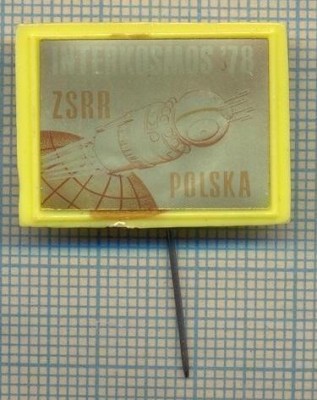 INTERKOSMOS '78
ZSRR
POLSKA